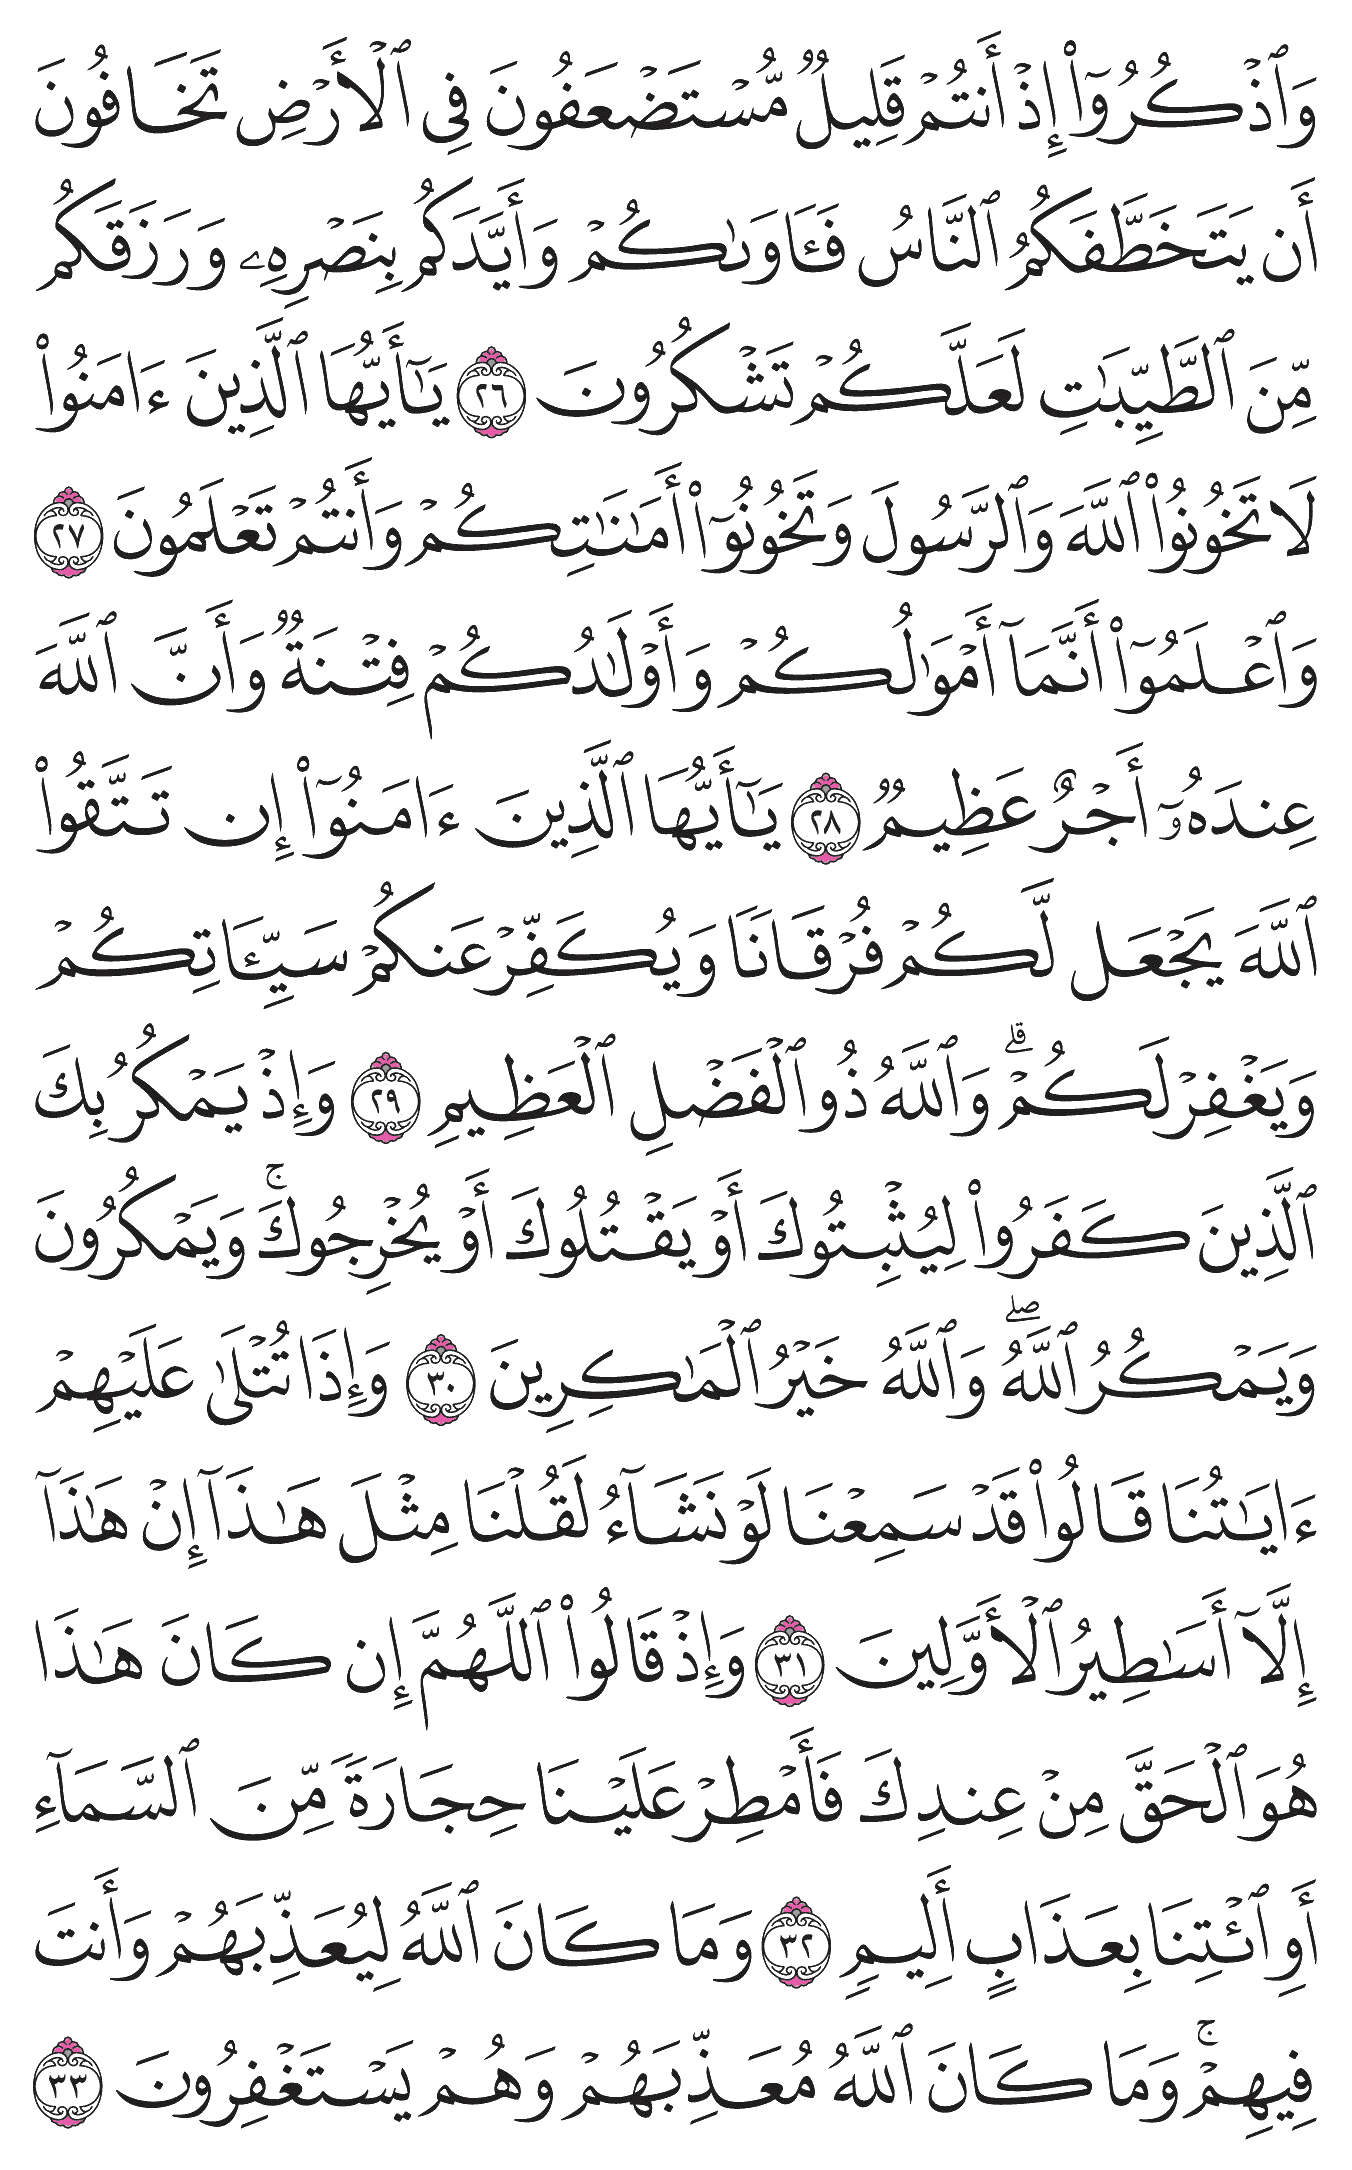 وَٱذۡكُرُوٓاْ إِذۡ أَنتُمۡ قَلِيلٞ مُّسۡتَضۡعَفُونَ فِي ٱلۡأَرۡضِ تَخَافُونَ
أَن يَتَخَطَّفَكُمُ ٱلنَّاسُ فَـَٔاوَىٰكُمۡ وَأَيَّدَكُم بِنَصۡرِهِۦ وَرَزَقَكُم
مِّنَ ٱلطَّيِّبَٰتِ لَعَلَّكُمۡ تَشۡكُرُونَ ٢٦ يَٰٓأَيُّهَا ٱلَّذِينَ ءَامَنُواْ
لَا تَخُونُواْ ٱللَّهَ وَٱلرَّسُولَ وَتَخُونُوٓاْ أَمَٰنَٰتِكُمۡ وَأَنتُمۡ تَعۡلَمُونَ ٢٧
وَٱعۡلَمُوٓاْ أَنَّمَآ أَمۡوَٰلُكُمۡ وَأَوۡلَٰدُكُمۡ فِتۡنَةٞ وَأَنَّ ٱللَّهَ
عِندَهُۥٓ أَجۡرٌ عَظِيمٞ ٢٨ يَٰٓأَيُّهَا ٱلَّذِينَ ءَامَنُوٓاْ إِن تَتَّقُواْ
ٱللَّهَ يَجۡعَل لَّكُمۡ فُرۡقَانٗا وَيُكَفِّرۡ عَنكُمۡ سَيِّـَٔاتِكُمۡ
وَيَغۡفِرۡ لَكُمۡۗ وَٱللَّهُ ذُو ٱلۡفَضۡلِ ٱلۡعَظِيمِ ٢٩ وَإِذۡ يَمۡكُرُ بِكَ
ٱلَّذِينَ كَفَرُواْ لِيُثۡبِتُوكَ أَوۡ يَقۡتُلُوكَ أَوۡ يُخۡرِجُوكَۚ وَيَمۡكُرُونَ
وَيَمۡكُرُ ٱللَّهُۖ وَٱللَّهُ خَيۡرُ ٱلۡمَٰكِرِينَ ٣٠ وَإِذَا تُتۡلَىٰ عَلَيۡهِمۡ
ءَايَٰتُنَا قَالُواْ قَدۡ سَمِعۡنَا لَوۡ نَشَآءُ لَقُلۡنَا مِثۡلَ هَٰذَآ إِنۡ هَٰذَآ
إِلَّآ أَسَٰطِيرُ ٱلۡأَوَّلِينَ ٣١ وَإِذۡ قَالُواْ ٱللَّهُمَّ إِن كَانَ هَٰذَا
هُوَ ٱلۡحَقَّ مِنۡ عِندِكَ فَأَمۡطِرۡ عَلَيۡنَا حِجَارَةٗ مِّنَ ٱلسَّمَآءِ
أَوِ ٱئۡتِنَا بِعَذَابٍ أَلِيمٖ ٣٢ وَمَا كَانَ ٱللَّهُ لِيُعَذِّبَهُمۡ وَأَنتَ
فِيهِمۡۚ وَمَا كَانَ ٱللَّهُ مُعَذِّبَهُمۡ وَهُمۡ يَسۡتَغۡفِرُونَ ٣٣